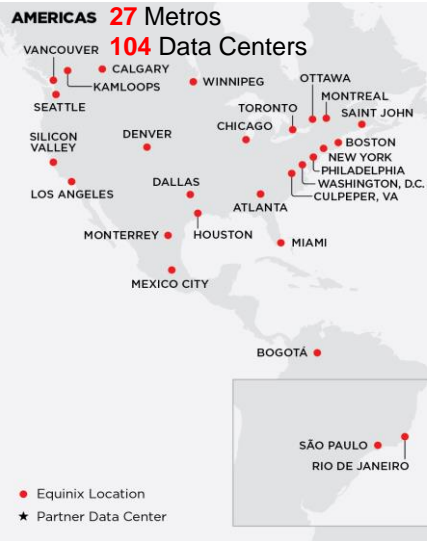 AMERICAS 27 Metros
104 Data Centers
VANCOUVER
CALGARY
KAMLOOPS
WINNIPEG
OTTAWA
MONTREAL
SEATTLE
TORONTO
SAINT JOHN
CHICAGO
SILICON
VALLEY
DENVER
BOSTON
NEW YORK
PHILADELPHIA
WASHINGTON, D.C.
CULPEPER, VA
LOS ANGELES
DALLAS
ATLANTA
MONTERREY
HOUSTON
MIAMI
MEXICO CITY
BOGOTÁ
SÃO PAULO
RIO DE JANEIRO
Equinix Location
★ Partner Data Center